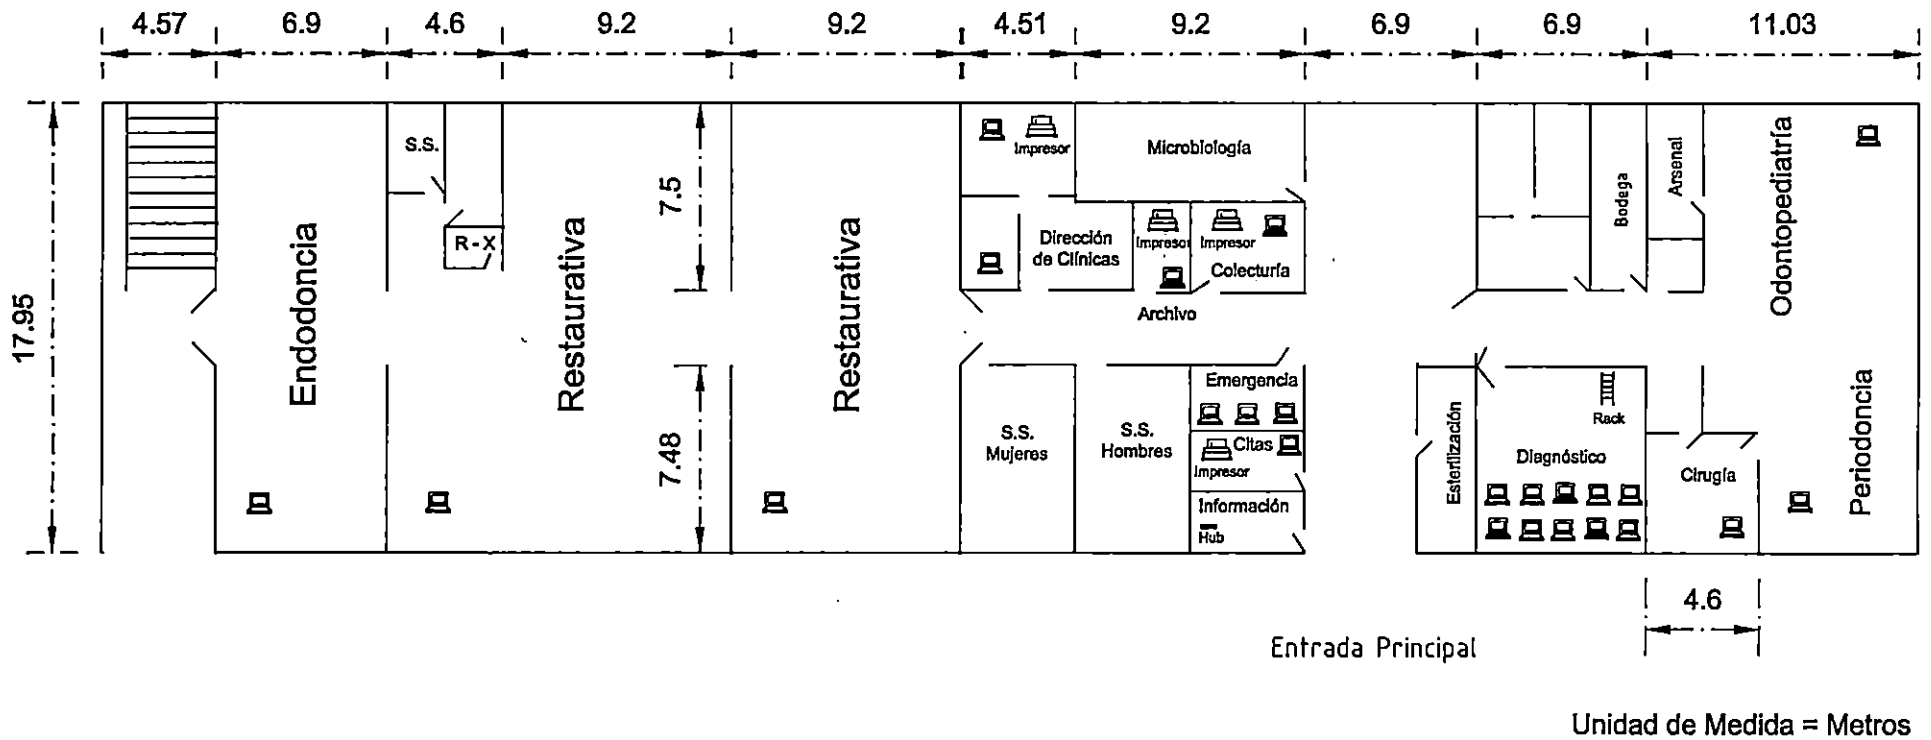 4.57 6.9 4.6 9.2 9.2 4.51 9.2 6.9 6.9 11.03
17.95
Endodoncia
S.S.
R - X
Restaurativa
7.5
7.48
Restaurativa
Impresor
Microbiología
Dirección
de Clínicas
Impresor
Impresor
Colecturía
Archivo
S.S.
Mujeres
S.S.
Hombres
Emergencia
Citas
Impresor
Información
Hub
Bodega
Arsenal
Odontopediatría
Esterilización
Rack
Diagnóstico
Cirugía
Periodoncia
4.6
Entrada Principal
Unidad de Medida = Metros